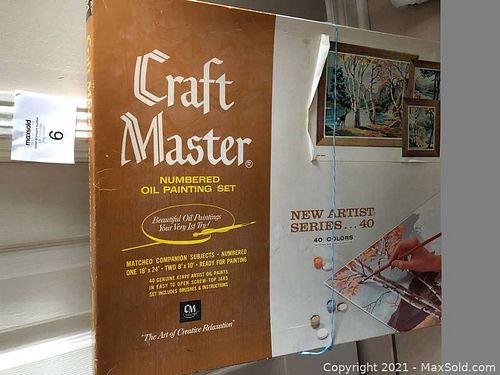 Craft
Master®
NUMBERED
OIL PAINTING SET
Beautiful Oil Paintings
Your Very 1st Try!
MATCHED COMPANION SUBJECTS • NUMBERED
ONE 18" x 24" • TWO 8" x 10" • READY FOR PAINTING
40 GENUINE KENRO ARTIST OIL PAINTS
IN EASY TO OPEN SCREW-TOP JARS
SET INCLUDES BRUSHES & INSTRUCTIONS
CM
"The Art of Creative Relaxation"
NEW ARTIST
SERIES...40
40 COLORS
maxsold
9
Copyright © 2021 - MaxSold.com